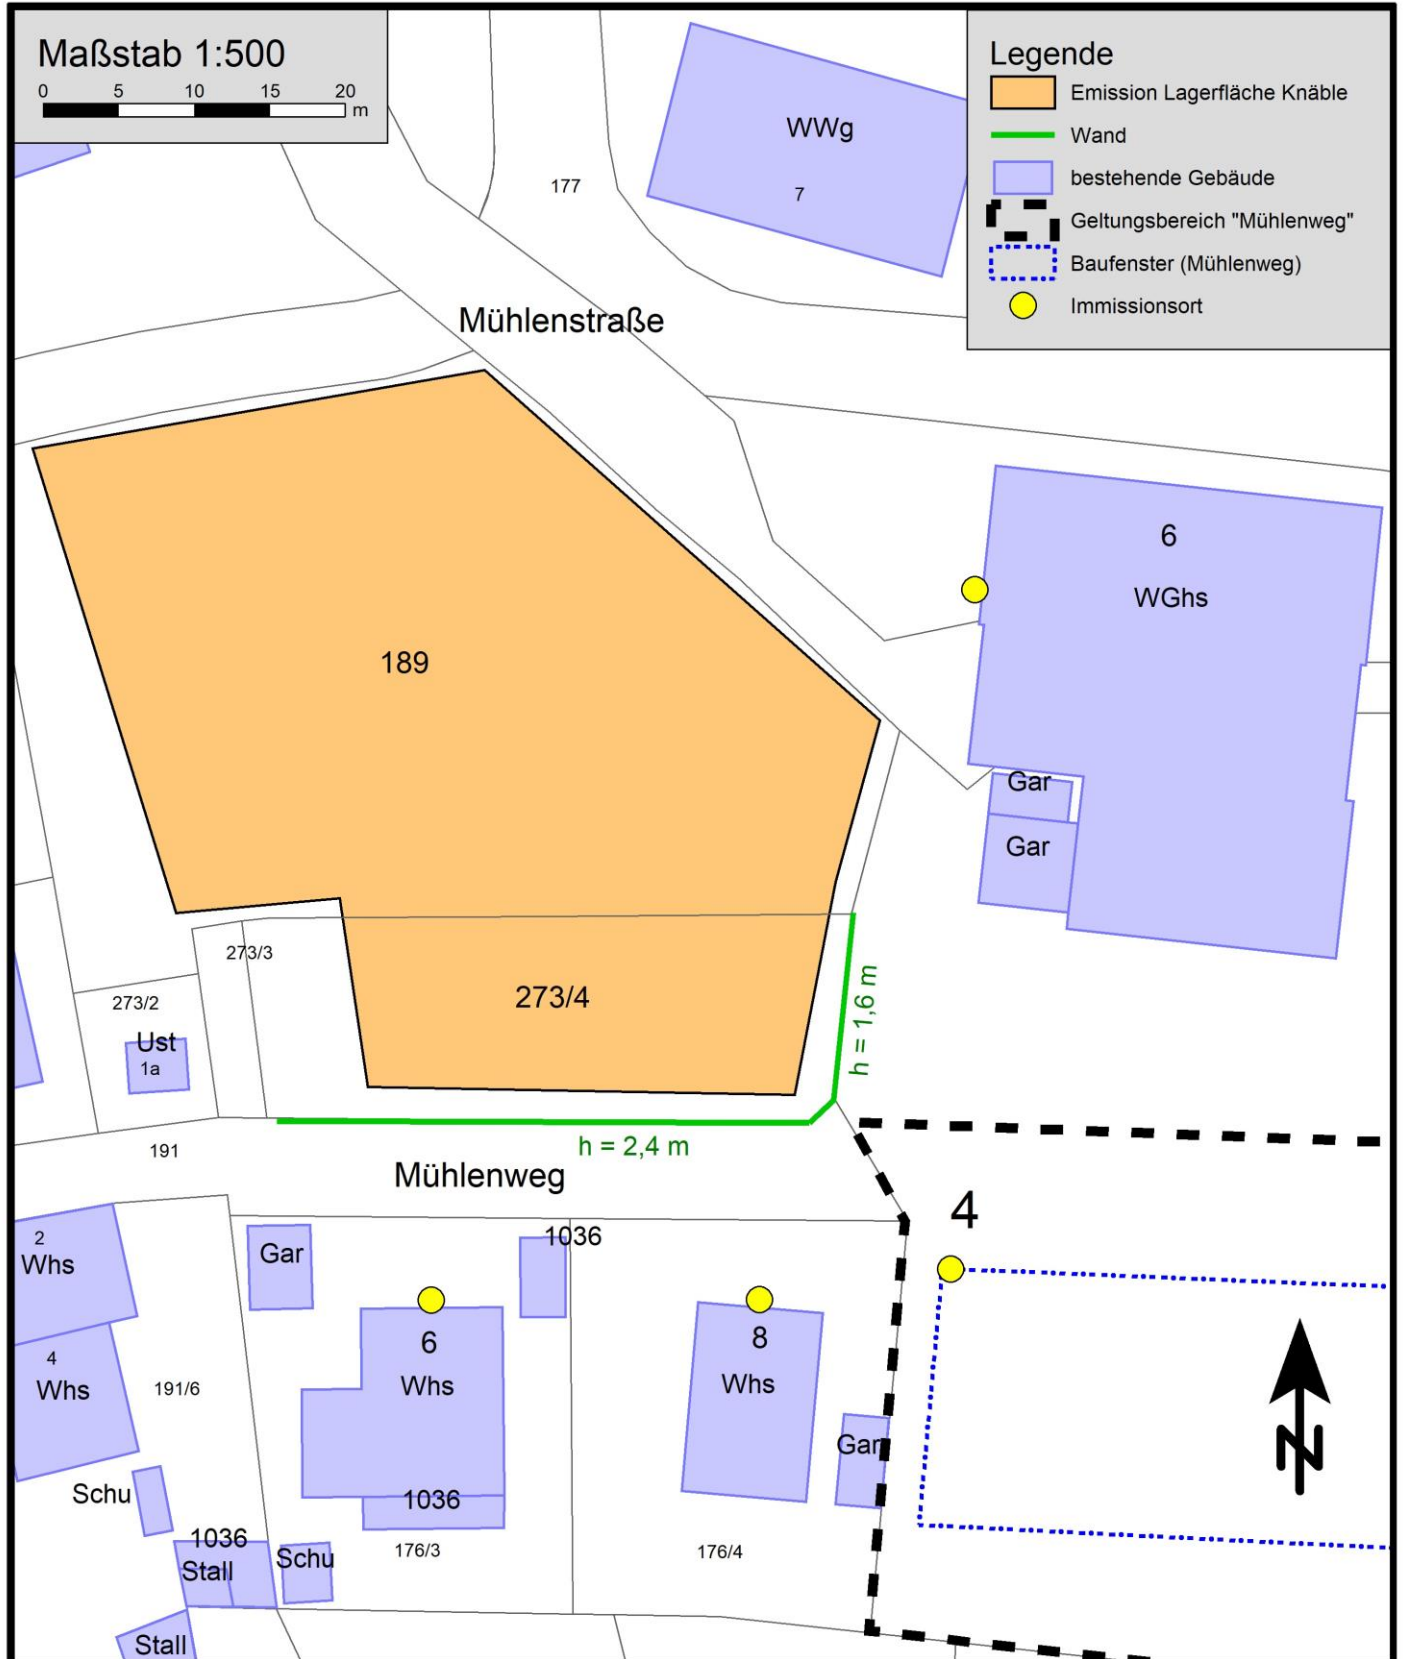 Maßstab 1:500
0 5 10 15 20
m
Legende
Emission Lagerfläche Knäble
Wand
bestehende Gebäude
Geltungsbereich "Mühlenweg"
Baufenster (Mühlenweg)
Immissionsort
WWg
7
177
Mühlenstraße
6
WGhs
189
Gar
Gar
273/3
273/4
273/2
Ust
1a
h = 1,6 m
h = 2,4 m
191
Mühlenweg
4
2
Whs
Gar
1036
6
Whs
8
Whs
4
Whs
191/6
Gar
Schu
1036
1036
Stall
Schu
176/3
176/4
Stall
N